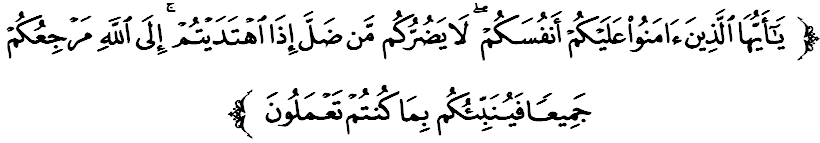 ﴿ يَٰٓأَيُّهَا ٱلَّذِينَ ءَامَنُواْ عَلَيۡكُمۡ أَنفُسَكُمۡۖ لَا يَضُرُّكُم مَّن ضَلَّ إِذَا ٱهۡتَدَيۡتُمۡۚ إِلَى ٱللَّهِ مَرۡجِعُكُمۡ
جَمِيعٗا فَيُنَبِّئُكُم بِمَا كُنتُمۡ تَعۡمَلُونَ ﴾